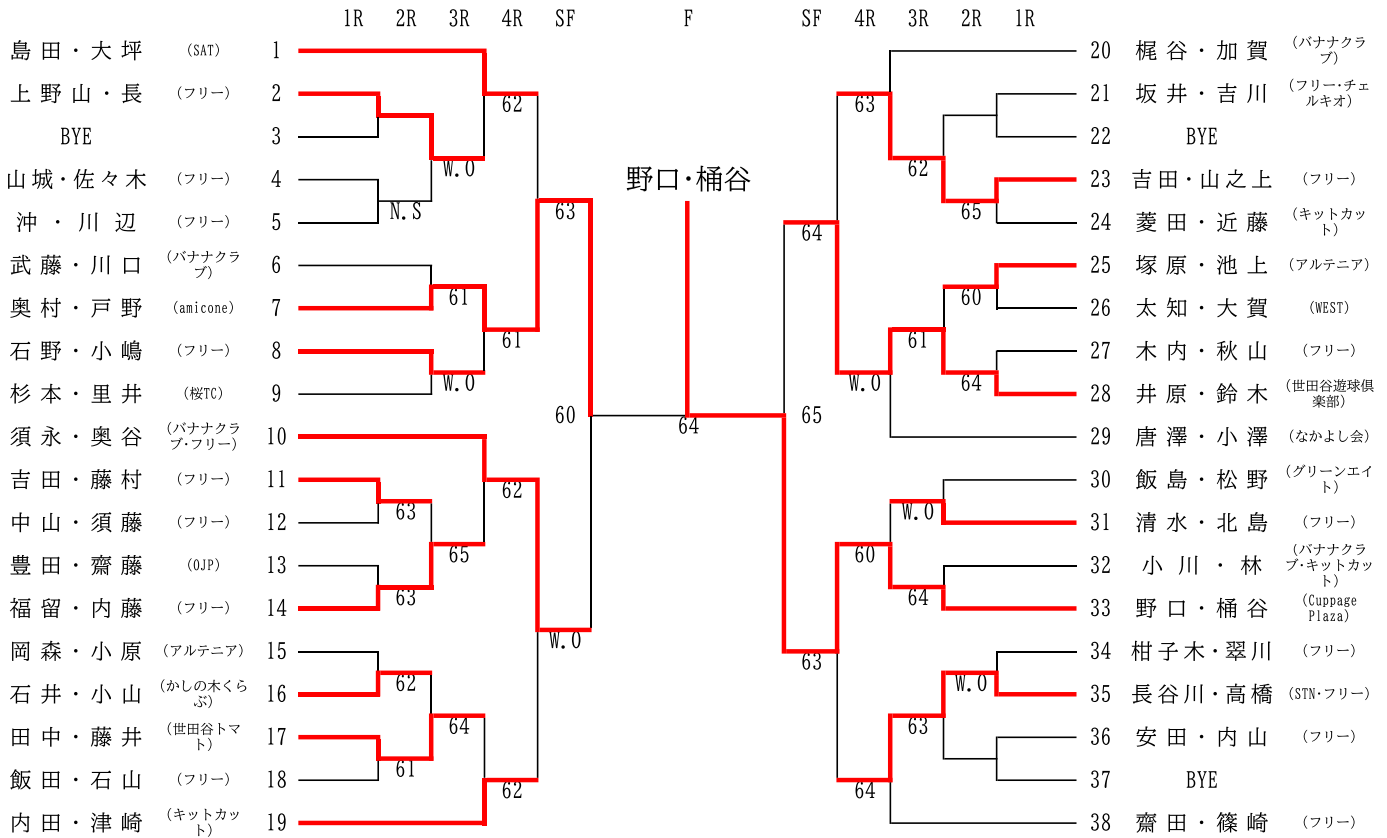 1R 2R 3R 4R SF F SF 4R 3R 2R 1R
島田・大坪 (SAT) 1
上野山・長 (フリー) 2
BYE 3
山城・佐々木 (フリー) 4
沖・川辺 (フリー) 5
武藤・川口 (バナナクラ
ブ) 6
奥村・戸野 (amicone) 7
石野・小嶋 (フリー) 8
杉本・里井 (桜TC) 9
須永・奥谷 (バナナクラ
ブ・フリー) 10
吉田・藤村 (フリー) 11
中山・須藤 (フリー) 12
豊田・齋藤 (OJP) 13
福留・内藤 (フリー) 14
岡森・小原 (アルテニア) 15
石井・小山 (かしの木くら
ぶ) 16
田中・藤井 (世田谷トマ
ト) 17
飯田・石山 (フリー) 18
内田・津崎 (キットカッ
ト) 19
N.S
63
63
62
61
W.O
61
W.O
65
64
62
61
62
62
63
W.O
60
野口・桶谷
64
65
64
63
63
W.O
60
64
62
61
W.O
64
63
65
60
64
W.O
20 梶谷・加賀 (バナナクラ
ブ)
21 坂井・吉川 (フリー・チェ
ルキオ)
22 BYE
23 吉田・山之上 (フリー)
24 菱田・近藤 (キットカッ
ト)
25 塚原・池上 (アルテニア)
26 太知・大賀 (WEST)
27 木内・秋山 (フリー)
28 井原・鈴木 (世田谷遊球倶
楽部)
29 唐澤・小澤 (なかよし会)
30 飯島・松野 (グリーンエイ
ト)
31 清水・北島 (フリー)
32 小川・林 (バナナクラ
ブ・キットカッ
ト)
33 野口・桶谷 (Cuppage
Plaza)
34 柑子木・翠川 (フリー)
35 長谷川・高橋 (STN・フリー)
36 安田・内山 (フリー)
37 BYE
38 齋田・篠崎 (フリー)